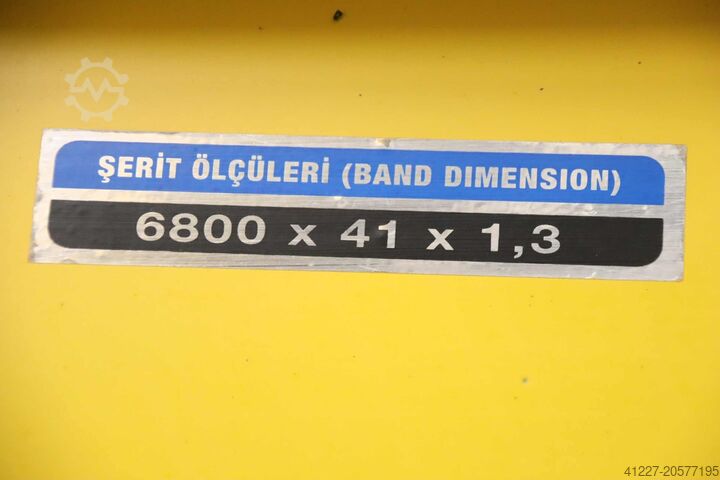 ŞERİT ÖLÇÜLERİ (BAND DIMENSION)
6800 x 41 x 1,3
41227-20577195